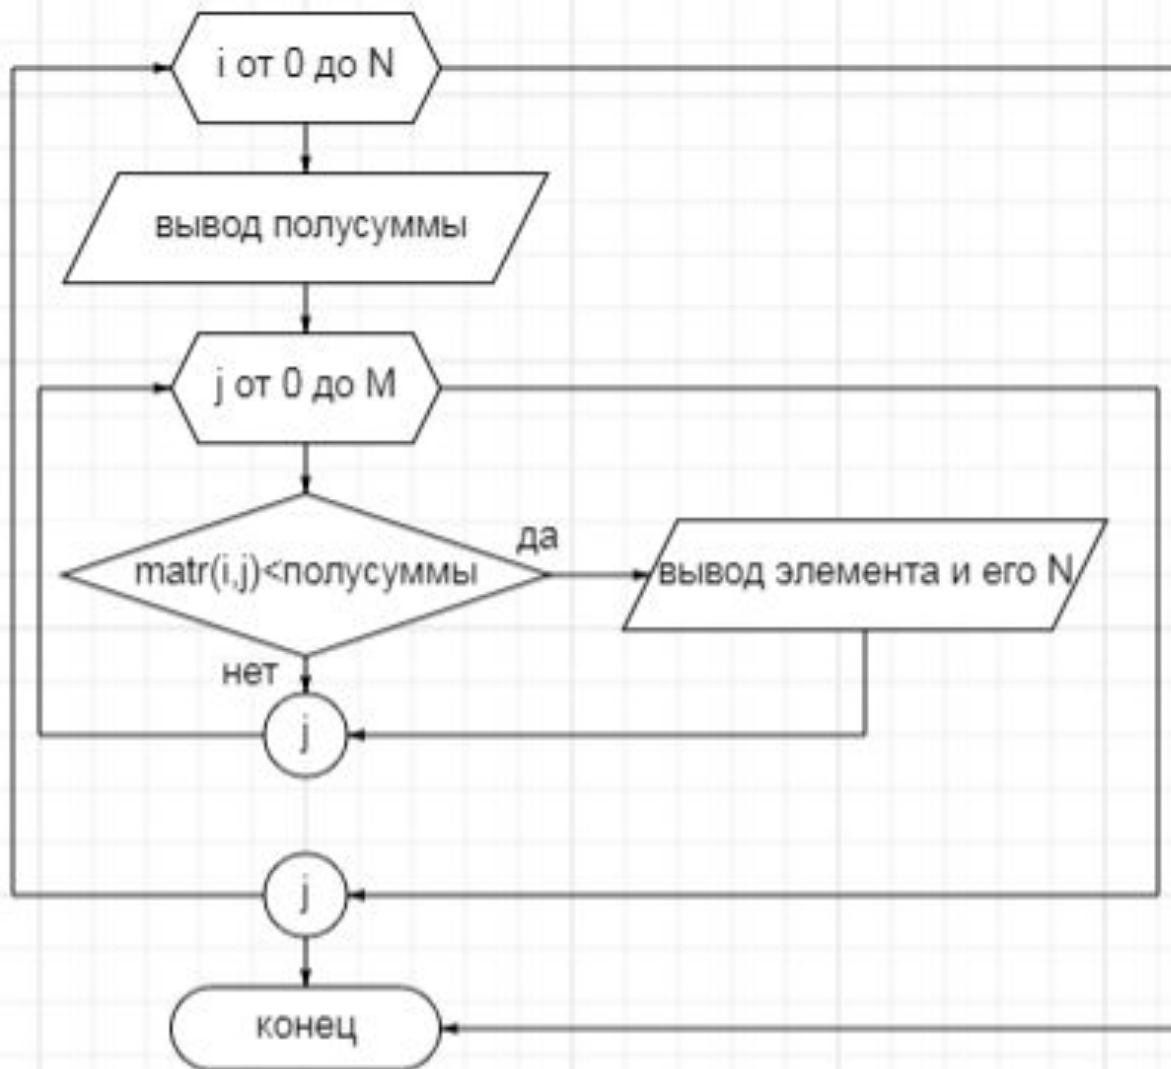 i от 0 до N
вывод полусуммы
j от 0 до M
matr(i,j)<полусуммы
да
вывод элемента и его N
нет
j
j
конец